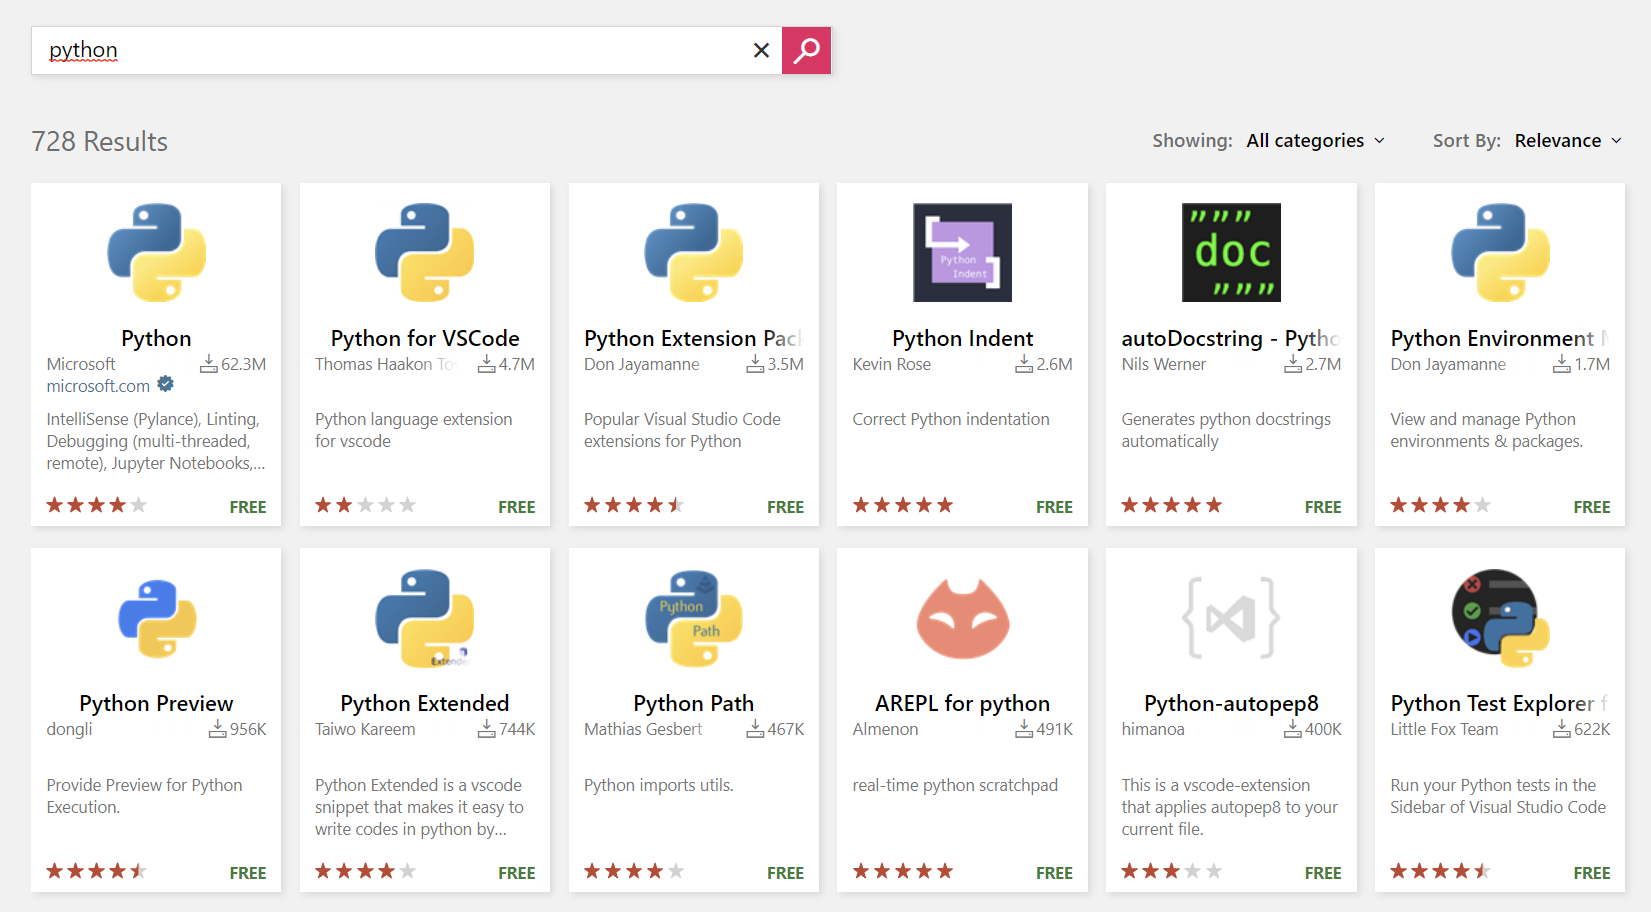 python
728 Results
Showing: All categories
Sort By: Relevance
Python
Microsoft 62.3M
microsoft.com
IntelliSense (Pylance), Linting,
Debugging (multi-threaded,
remote), Jupyter Notebooks,...
FREE
Python for VSCode
Thomas Haakon 4.7M
Python language extension
for vscode
FREE
Python Extension Pack
Don Jayamanne 3.5M
Popular Visual Studio Code
extensions for Python
FREE
Python
Indent
Python Indent
Kevin Rose 2.6M
Correct Python indentation
FREE
"""
doc
"""
autoDocstring - Pytho
Nils Werner 2.7M
Generates python docstrings
automatically
FREE
Python Environment M
Don Jayamanne 1.7M
View and manage Python
environments & packages.
FREE
Python Preview
dongli 956K
Provide Preview for Python
Execution.
FREE
Extended
Python Extended
Taiwo Kareem 744K
Python Extended is a vscode
snippet that makes it easy to
write codes in python by...
FREE
Python
Path
Python Path
Mathias Gesbert 467K
Python imports utils.
FREE
AREPL for python
Almenon 491K
real-time python scratchpad
FREE
Python-autopep8
himanoa 400K
This is a vscode-extension
that applies autopep8 to your
current file.
FREE
Python Test Explorer f
Little Fox Team 622K
Run your Python tests in the
Sidebar of Visual Studio Code
FREE